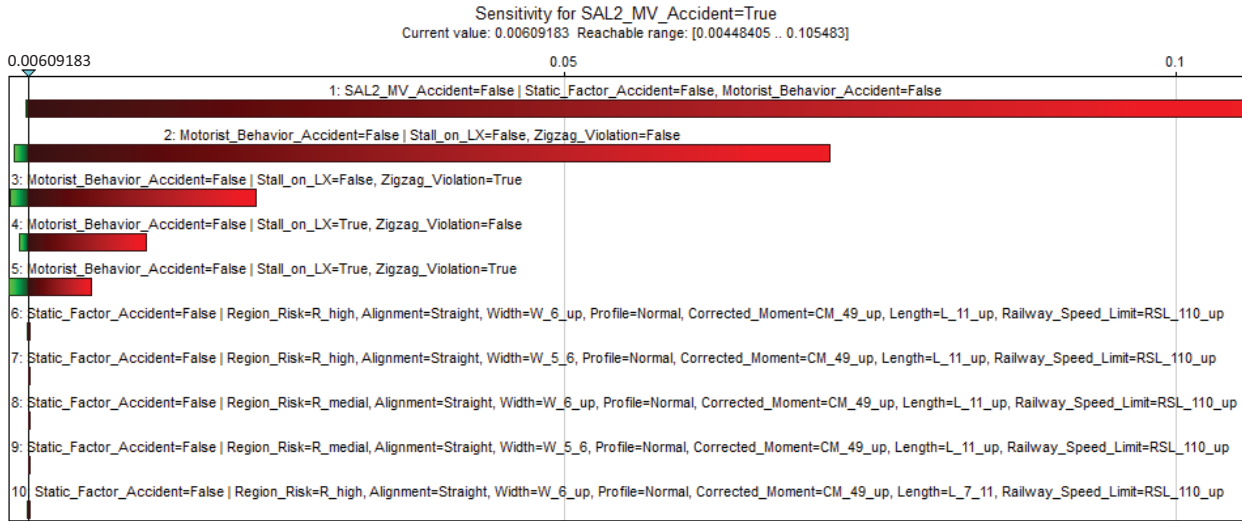 Sensitivity for SAL2_MV_Accident=True
Current value: 0.00609183 Reachable range: [0.00448405 .. 0.105483]
0.00609183 0.05 0.1
1: SAL2_MV_Accident=False | Static_Factor_Accident=False, Motorist_Behavior_Accident=False
2: Motorist_Behavior_Accident=False | Stall_on_LX=False, Zigzag_Violation=False
3: Motorist_Behavior_Accident=False | Stall_on_LX=False, Zigzag_Violation=True
4: Motorist_Behavior_Accident=False | Stall_on_LX=True, Zigzag_Violation=False
5: Motorist_Behavior_Accident=False | Stall_on_LX=True, Zigzag_Violation=True
6: Static_Factor_Accident=False | Region_Risk=R_high, Alignment=Straight, Width=W_6_up, Profile=Normal, Corrected_Moment=CM_49_up, Length=L_11_up, Railway_Speed_Limit=RSL_110_up
7: Static_Factor_Accident=False | Region_Risk=R_high, Alignment=Straight, Width=W_5_6, Profile=Normal, Corrected_Moment=CM_49_up, Length=L_11_up, Railway_Speed_Limit=RSL_110_up
8: Static_Factor_Accident=False | Region_Risk=R_medial, Alignment=Straight, Width=W_6_up, Profile=Normal, Corrected_Moment=CM_49_up, Length=L_11_up, Railway_Speed_Limit=RSL_110_up
9: Static_Factor_Accident=False | Region_Risk=R_medial, Alignment=Straight, Width=W_5_6, Profile=Normal, Corrected_Moment=CM_49_up, Length=L_11_up, Railway_Speed_Limit=RSL_110_up
10 Static_Factor_Accident=False | Region_Risk=R_high, Alignment=Straight, Width=W_6_up, Profile=Normal, Corrected_Moment=CM_49_up, Length=L_7_11, Railway_Speed_Limit=RSL_110_up